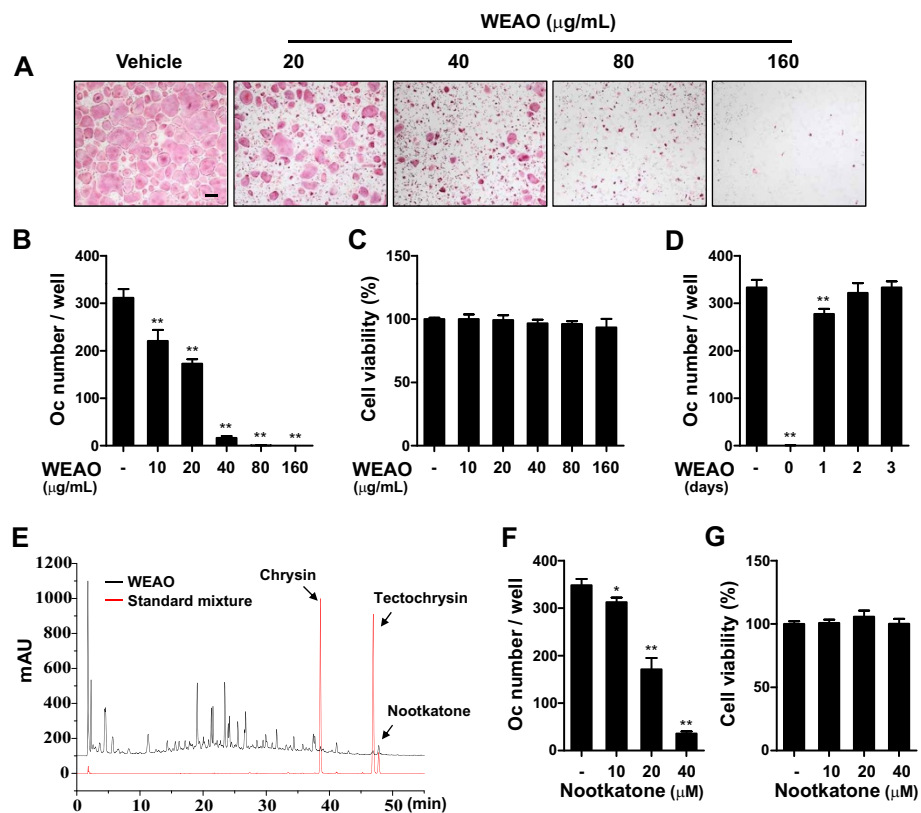 WEAO (μg/mL)
A
Vehicle 20 40 80 160
B
Oc number / well
400
300
200
100
0
** ** ** ** **
WEAO - 10 20 40 80 160
(μg/mL)
C
Cell viability (%)
150
100
50
0
WEAO - 10 20 40 80 160
(μg/mL)
D
Oc number / well
400
300
200
100
0
** **
WEAO - 0 1 2 3
(days)
E
mAU
1200
1000
800
600
400
200
0
WEAO
Standard mixture
Chrysin
Tectochrysin
Nootkatone
0 10 20 30 40 50 (min)
F
Oc number / well
400
300
200
100
0
* ** **
- 10 20 40
Nootkatone (μM)
G
Cell viability (%)
150
100
50
0
- 10 20 40
Nootkatone (μM)